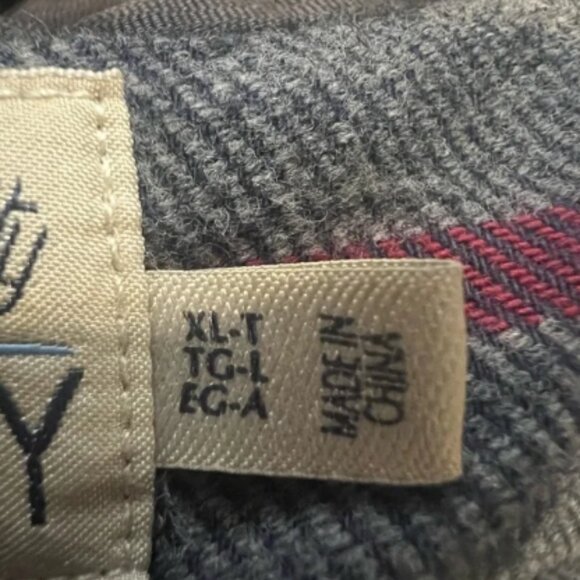 Y
XL-T
TG-L
EG-A
MADE IN
CHINA